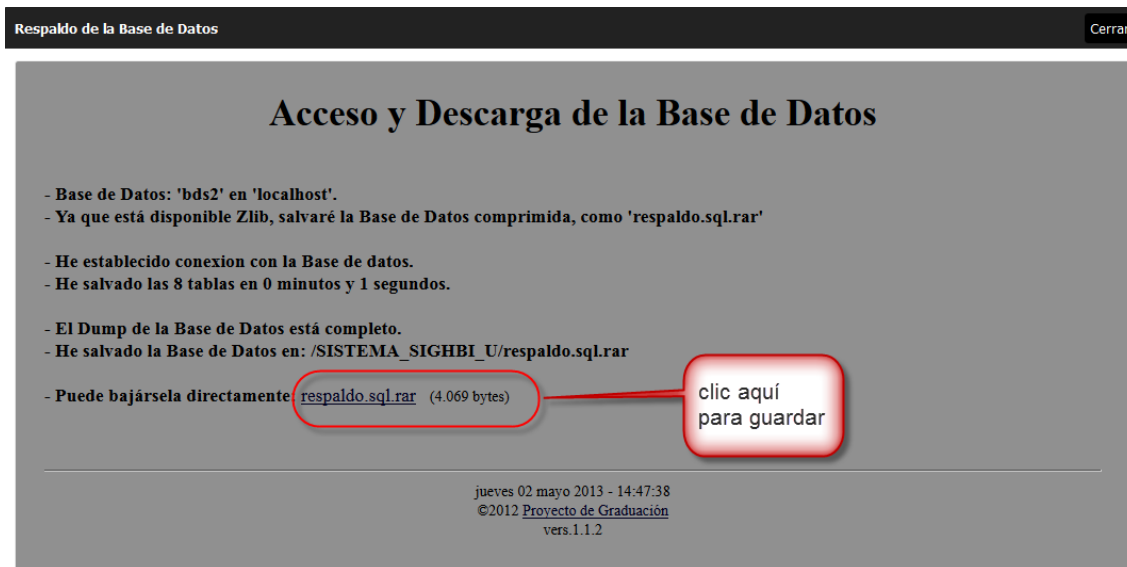 Respaldo de la Base de Datos
Cerrar
Acceso y Descarga de la Base de Datos
- Base de Datos: 'bds2' en 'localhost'.
- Ya que está disponible Zlib, salvaré la Base de Datos comprimida, como 'respaldo.sql.rar'
- He establecido conexion con la Base de datos.
- He salvado las 8 tablas en 0 minutos y 1 segundos.
- El Dump de la Base de Datos está completo.
- He salvado la Base de Datos en: /SISTEMA_SIGHBI_U/respaldo.sql.rar
- Puede bajársela directamente: respaldo.sql.rar (4.069 bytes)
clic aquí
para guardar
jueves 02 mayo 2013 - 14:47:38
©2012 Proyecto de Graduación
vers.1.1.2